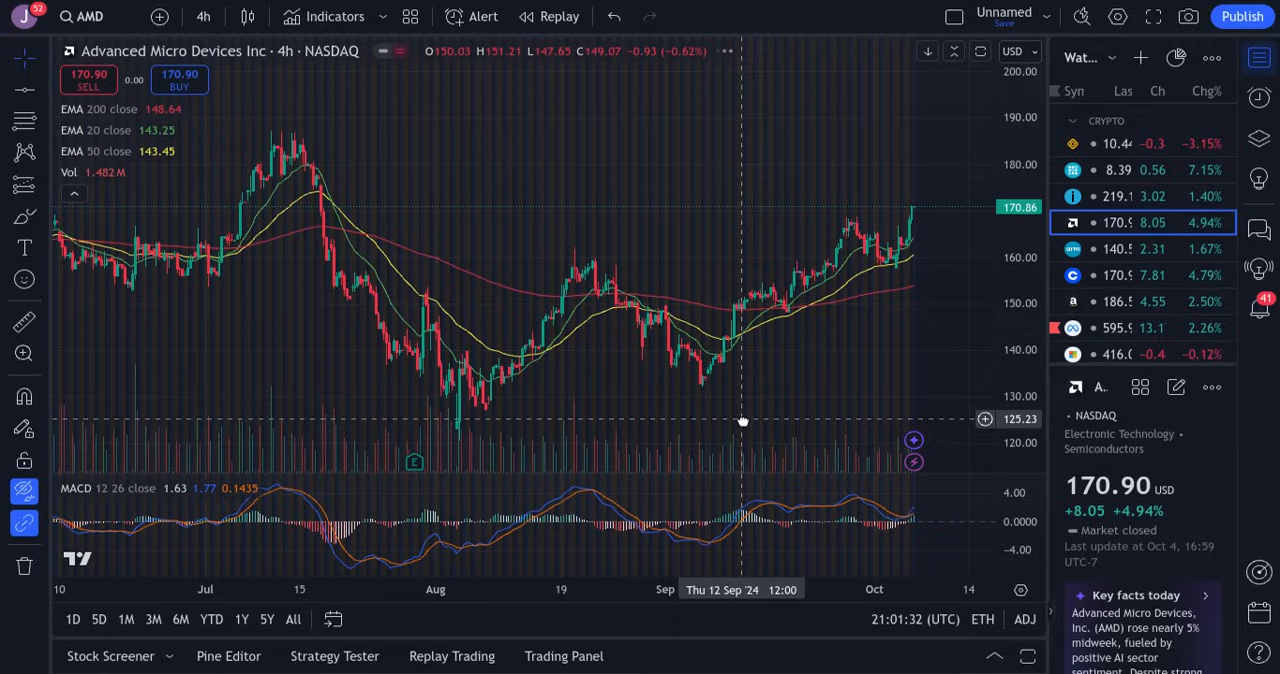 J 52 AMD 4h Indicators Alert Replay Unnamed Save Publish
Advanced Micro Devices Inc · 4h · NASDAQ O150.03 H151.21 L147.65 C149.07 −0.93 (−0.62%) USD
170.90 SELL 0.00 170.90 BUY
EMA 200 close 148.64
EMA 20 close 143.25
EMA 50 close 143.45
Vol 1.482M
200.00
190.00
180.00
170.86
160.00
150.00
140.00
130.00
125.23
120.00
E
MACD 12 26 close 1.63 1.77 0.1435
4.00
0.0000
−4.00
10 Jul 15 Aug 19 Sep Thu 12 Sep '24 12:00 Oct 14
1D 5D 1M 3M 6M YTD 1Y 5Y All 21:01:32 (UTC) ETH ADJ
Stock Screener Pine Editor Strategy Tester Replay Trading Trading Panel
Wat...
Syn Las Ch Chg%
CRYPTO
10.44 −0.3 −3.15%
8.39 0.56 7.15%
219.1 3.02 1.40%
170.9 8.05 4.94%
arm 140.5 2.31 1.67%
170.9 7.81 4.79%
a 186.5 4.55 2.50%
595.9 13.1 2.26%
416.0 −0.4 −0.12%
A..
• NASDAQ
Electronic Technology •
Semiconductors
170.90 USD
+8.05 +4.94%
Market closed
Last update at Oct 4, 16:59
UTC-7
Key facts today
Advanced Micro Devices,
Inc. (AMD) rose nearly 5%
midweek, fueled by
positive AI sector
sentiment. Despite strong
41